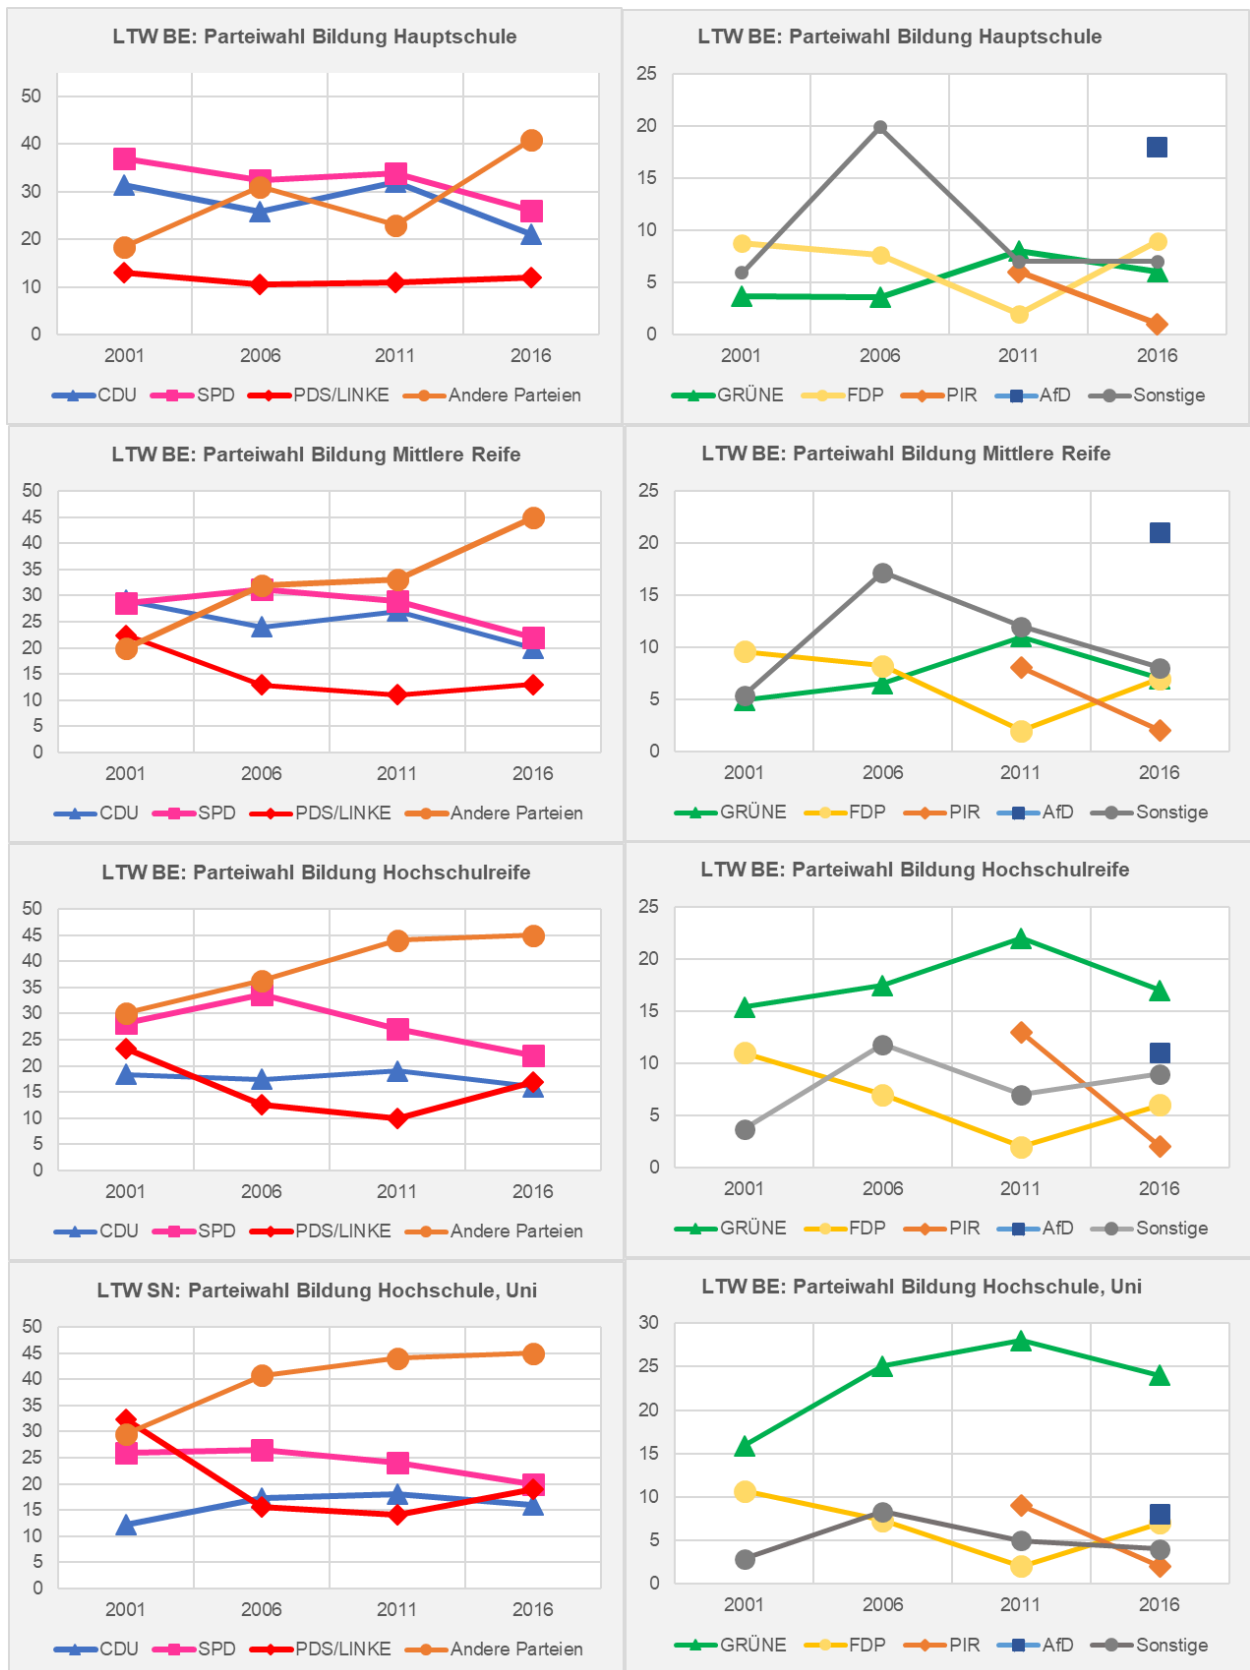 LTW BE: Parteiwahl Bildung Hauptschule
50
40
30
20
10
0
2001 2006 2011 2016
CDU SPD PDS/LINKE Andere Parteien
LTW BE: Parteiwahl Bildung Hauptschule
25
20
15
10
5
0
2001 2006 2011 2016
GRÜNE FDP PIR AfD Sonstige
LTW BE: Parteiwahl Bildung Mittlere Reife
50
45
40
35
30
25
20
15
10
5
0
2001 2006 2011 2016
CDU SPD PDS/LINKE Andere Parteien
LTW BE: Parteiwahl Bildung Mittlere Reife
25
20
15
10
5
0
2001 2006 2011 2016
GRÜNE FDP PIR AfD Sonstige
LTW BE: Parteiwahl Bildung Hochschulreife
50
45
40
35
30
25
20
15
10
5
0
2001 2006 2011 2016
CDU SPD PDS/LINKE Andere Parteien
LTW BE: Parteiwahl Bildung Hochschulreife
25
20
15
10
5
0
2001 2006 2011 2016
GRÜNE FDP PIR AfD Sonstige
LTW SN: Parteiwahl Bildung Hochschule, Uni
50
45
40
35
30
25
20
15
10
5
0
2001 2006 2011 2016
CDU SPD PDS/LINKE Andere Parteien
LTW BE: Parteiwahl Bildung Hochschule, Uni
30
25
20
15
10
5
0
2001 2006 2011 2016
GRÜNE FDP PIR AfD Sonstige